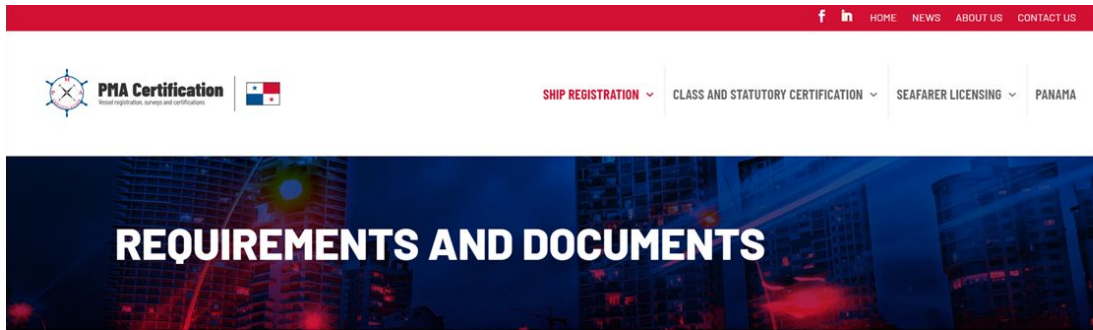 HOME NEWS ABOUT US CONTACT US
PMA Certification
Vessel registration, surveys and certifications
SHIP REGISTRATION CLASS AND STATUTORY CERTIFICATION SEAFARER LICENSING PANAMA
REQUIREMENTS AND DOCUMENTS